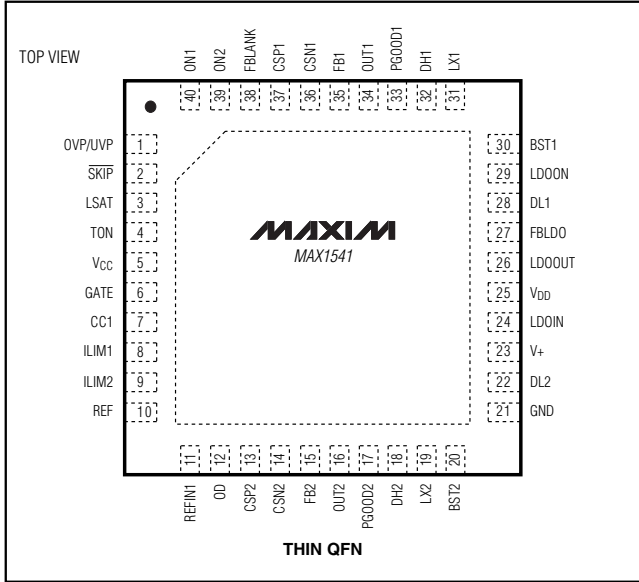 TOP VIEW
ON1
ON2
FBLANK
CSP1
CSN1
FB1
OUT1
PGOOD1
DH1
LX1
40
39
38
37
36
35
34
33
32
31
OVP/UVP 1
SKIP 2
LSAT 3
TON 4
VCC 5
GATE 6
CC1 7
ILIM1 8
ILIM2 9
REF 10
MAXIM
MAX1541
30 BST1
29 LDOON
28 DL1
27 FBLDO
26 LDOOUT
25 VDD
24 LDOIN
23 V+
22 DL2
21 GND
11
12
13
14
15
16
17
18
19
20
REFIN1
OD
CSP2
CSN2
FB2
OUT2
PGOOD2
DH2
LX2
BST2
THIN QFN